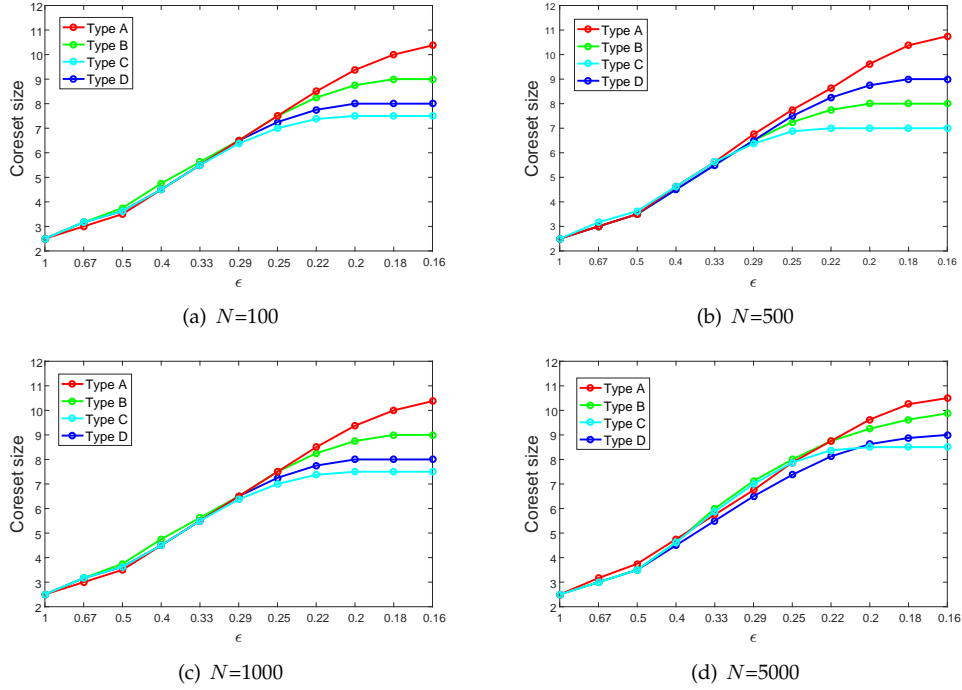 12
11
10
9
8
7
6
5
4
3
2
Coreset size
Type A
Type B
Type C
Type D
1 0.67 0.5 0.4 0.33 0.29 0.25 0.22 0.2 0.18 0.16
ϵ
(a) N=100
12
11
10
9
8
7
6
5
4
3
2
Coreset size
Type A
Type B
Type C
Type D
1 0.67 0.5 0.4 0.33 0.29 0.25 0.22 0.2 0.18 0.16
ϵ
(b) N=500
12
11
10
9
8
7
6
5
4
3
2
Coreset size
Type A
Type B
Type C
Type D
1 0.67 0.5 0.4 0.33 0.29 0.25 0.22 0.2 0.18 0.16
ϵ
(c) N=1000
12
11
10
9
8
7
6
5
4
3
2
Coreset size
Type A
Type B
Type C
Type D
1 0.67 0.5 0.4 0.33 0.29 0.25 0.22 0.2 0.18 0.16
ϵ
(d) N=5000